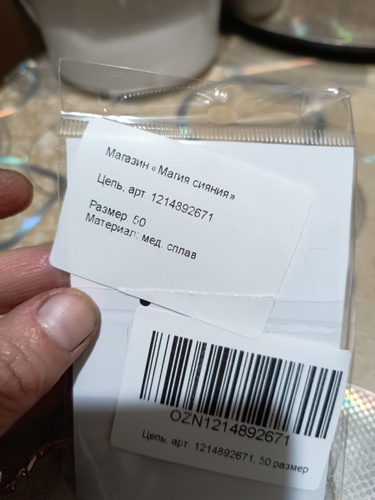 Магазин «Магия сияния»
Цепь, арт 1214892671
Размер: 50
Материал: мед. сплав
OZN1214892671
Цепь, арт. 1214892671, 50 размер